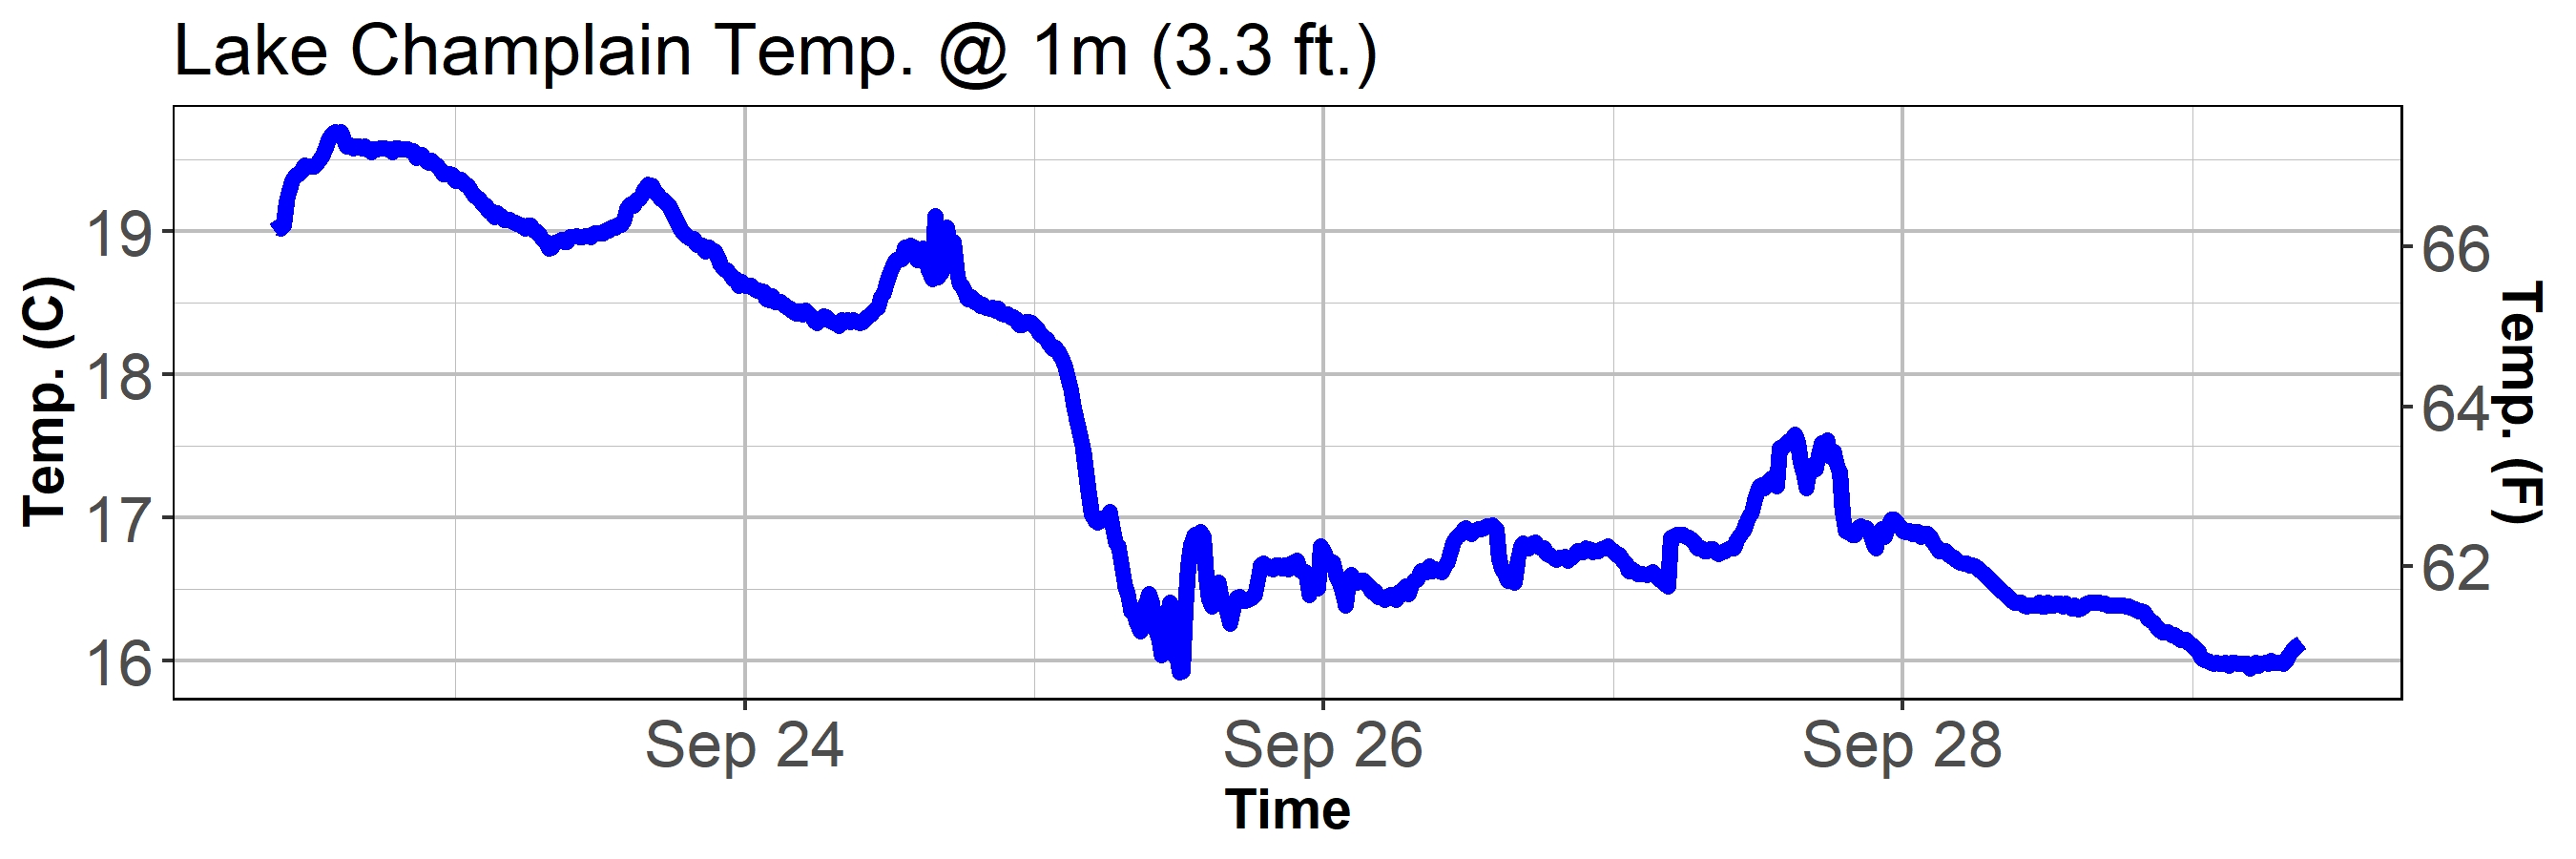 Lake Champlain Temp. @ 1m (3.3 ft.)
Temp. (C)
19
18
17
16
66
64
62
Temp. (F)
Sep 24
Sep 26
Sep 28
Time